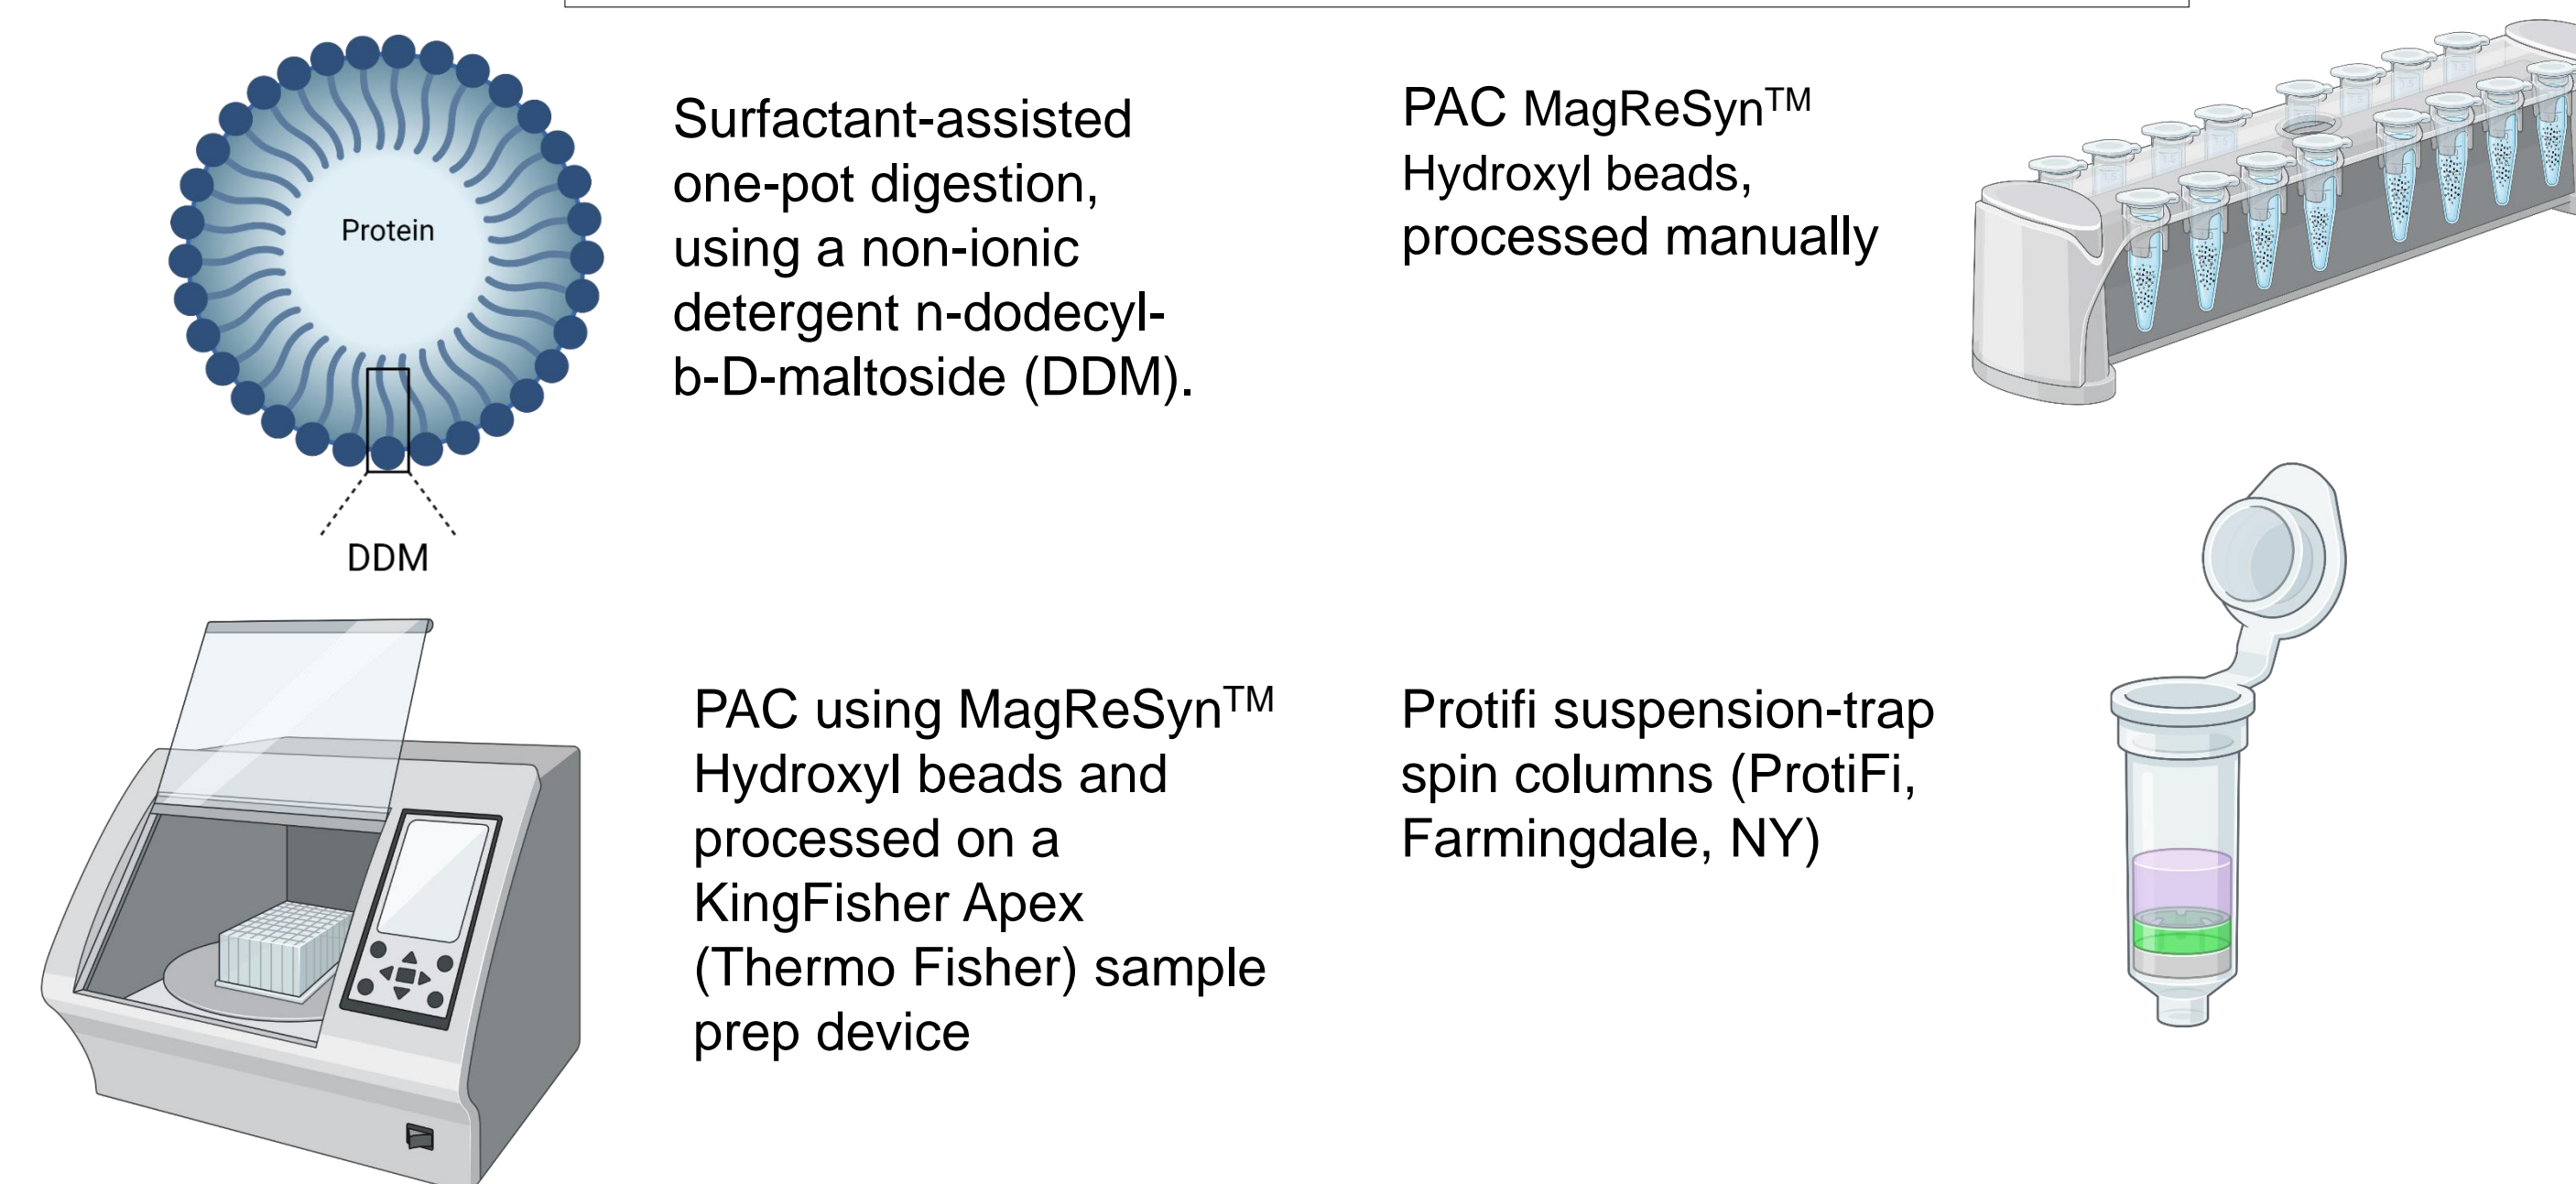 Protein
DDM
Surfactant-assisted
one-pot digestion,
using a non-ionic
detergent n-dodecyl-
b-D-maltoside (DDM).
PAC MagReSyn™
Hydroxyl beads,
processed manually
PAC using MagReSyn™
Hydroxyl beads and
processed on a
KingFisher Apex
(Thermo Fisher) sample
prep device
Protifi suspension-trap
spin columns (ProtiFi,
Farmingdale, NY)